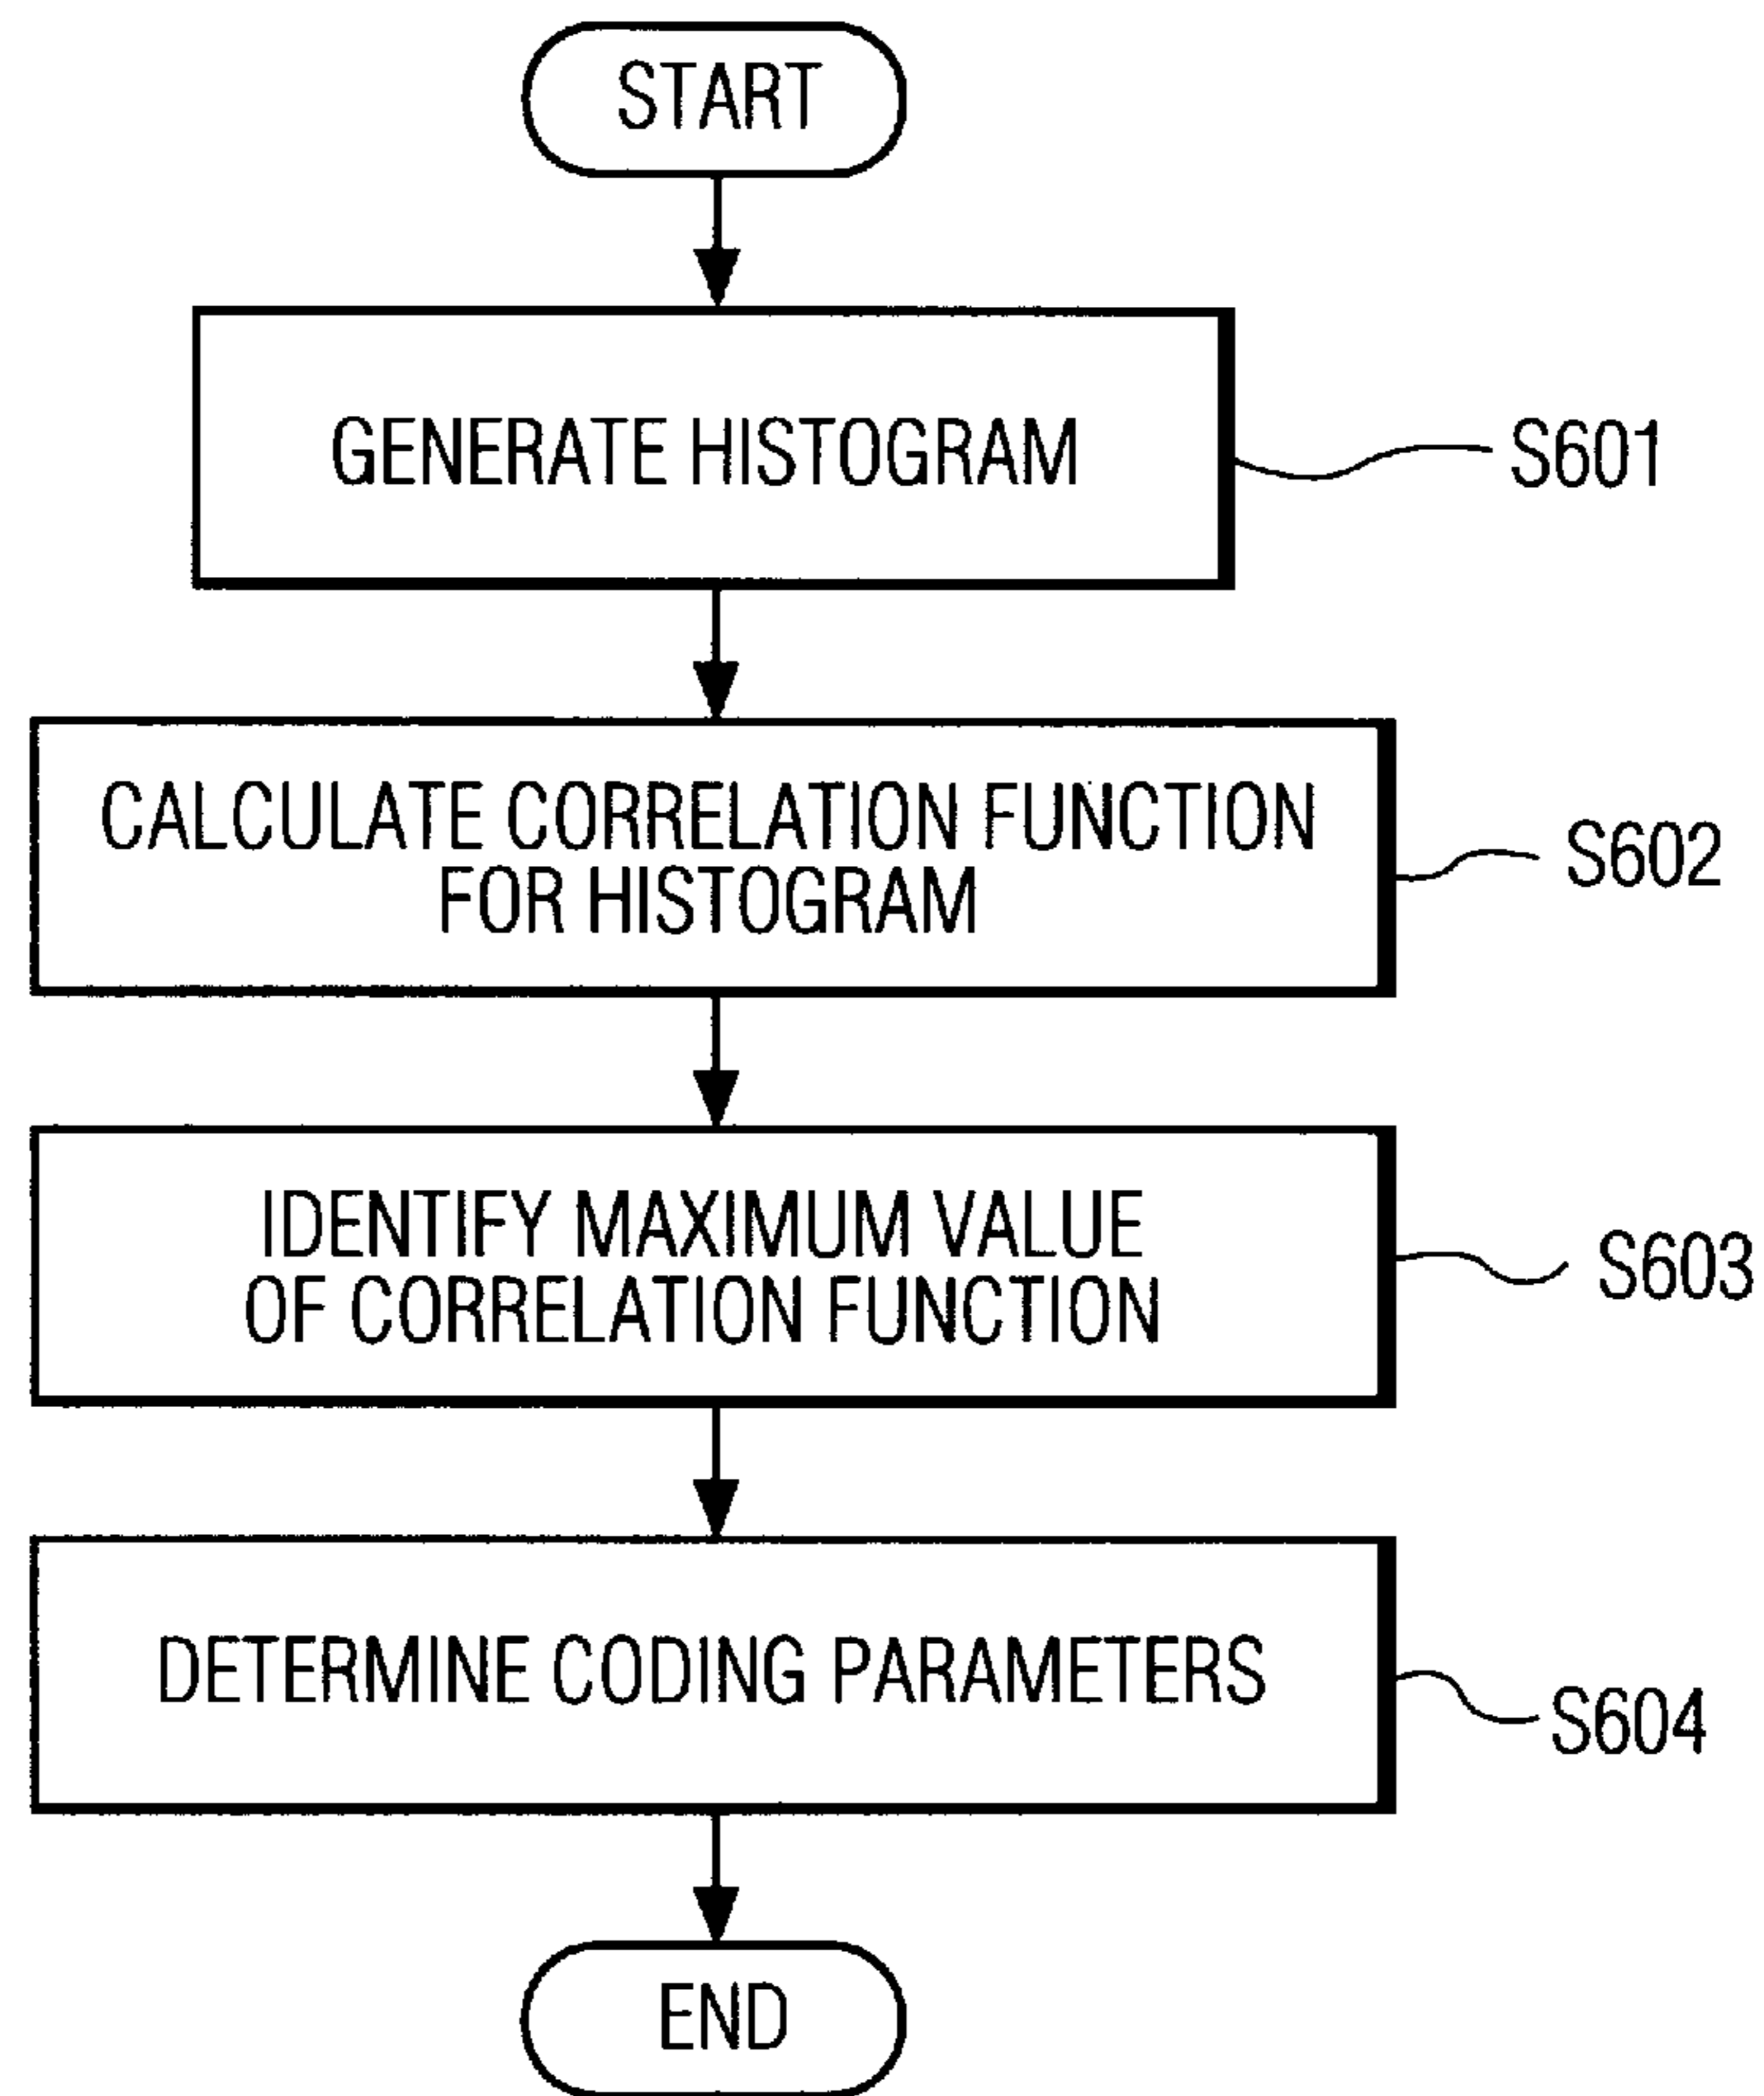 START
GENERATE HISTOGRAM
S601
CALCULATE CORRELATION FUNCTION
FOR HISTOGRAM
S602
IDENTIFY MAXIMUM VALUE
OF CORRELATION FUNCTION
S603
DETERMINE CODING PARAMETERS
S604
END